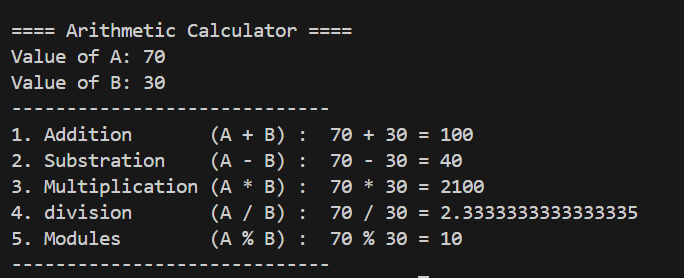 ==== Arithmetic Calculator ====
Value of A: 70
Value of B: 30
-----------------------------
1. Addition       (A + B) :  70 + 30 = 100
2. Substration    (A - B) :  70 - 30 = 40
3. Multiplication (A * B) :  70 * 30 = 2100
4. division       (A / B) :  70 / 30 = 2.3333333333333335
5. Modules        (A % B) :  70 % 30 = 10
-----------------------------